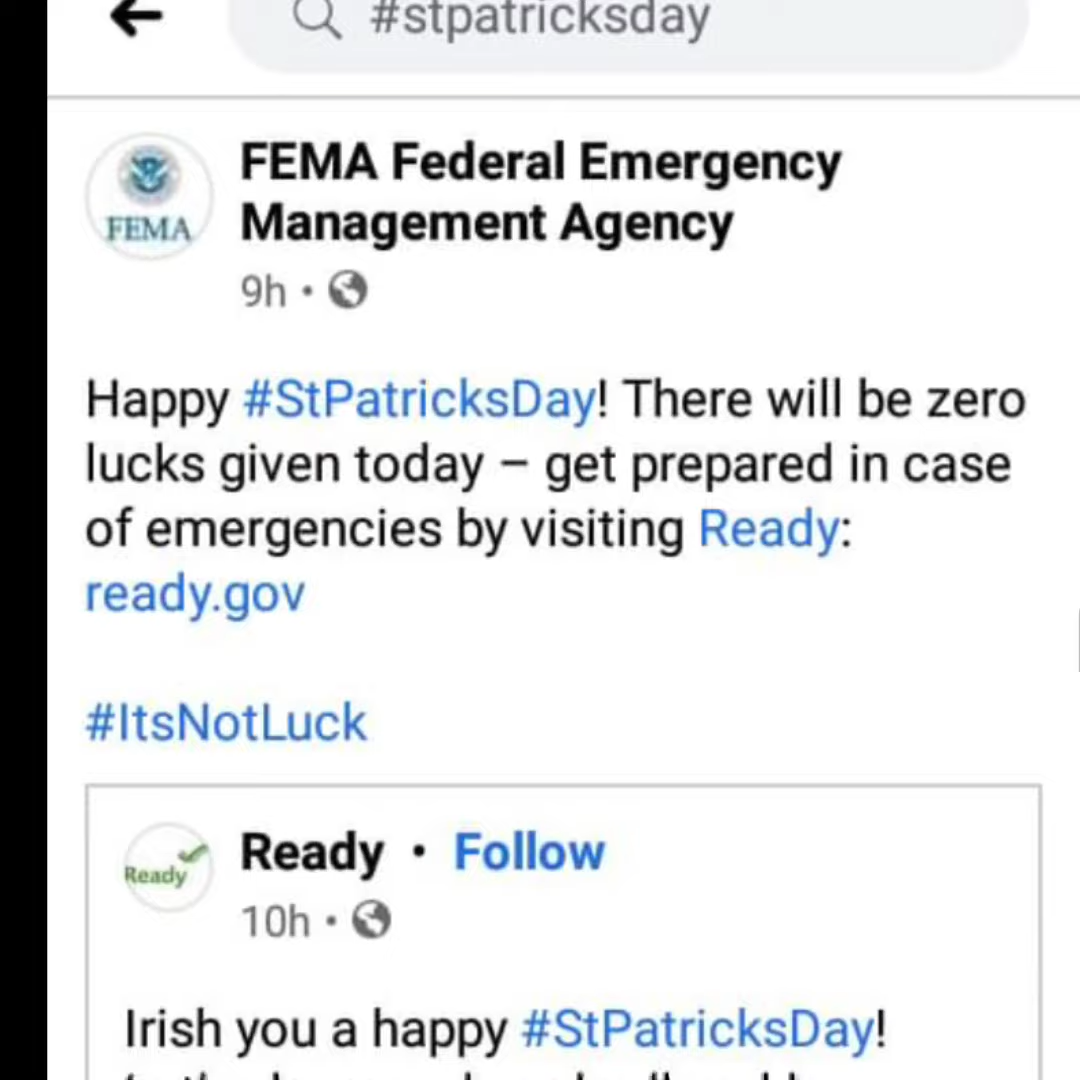 #stpatricksday
FEMA Federal Emergency
Management Agency
FEMA
9h •
Happy #StPatricksDay! There will be zero
lucks given today – get prepared in case
of emergencies by visiting Ready:
ready.gov
#ItsNotLuck
Ready • Follow
Ready
10h •
Irish you a happy #StPatricksDay!